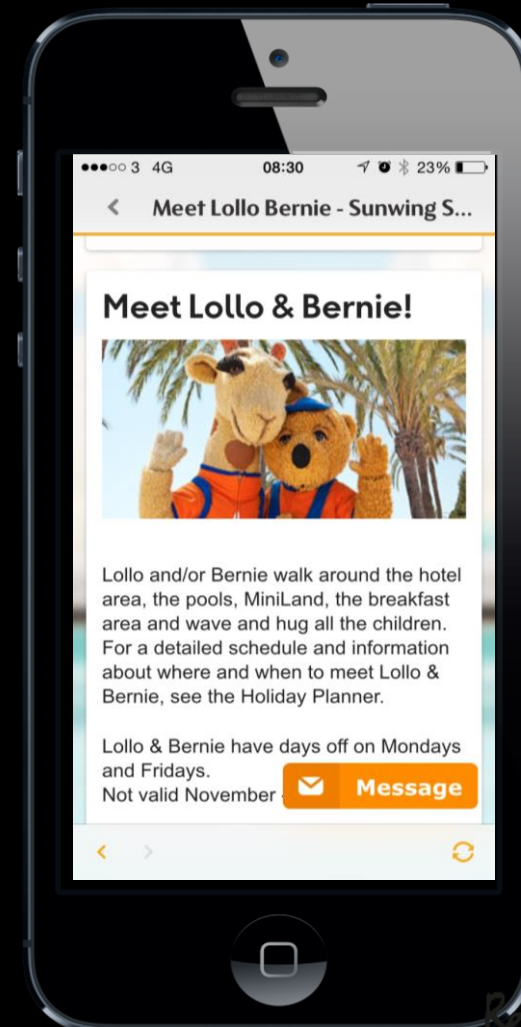 3 4G 08:30 23%
Meet Lollo Bernie - Sunwing S...
Meet Lollo & Bernie!
Lollo and/or Bernie walk around the hotel
area, the pools, MiniLand, the breakfast
area and wave and hug all the children.
For a detailed schedule and information
about where and when to meet Lollo &
Bernie, see the Holiday Planner.
Lollo & Bernie have days off on Mondays
and Fridays.
Not valid November
Message